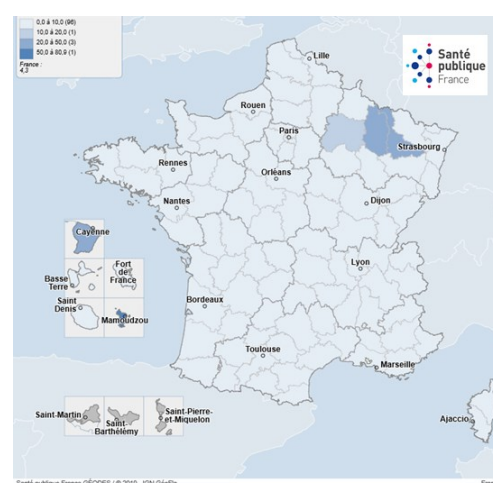 0,0 à 10,0 (96)
10,0 à 20,0 (1)
20,0 à 50,0 (3)
50,0 à 80,9 (1)
France :
4,3
Santé
publique
France
Lille
Rouen
Paris
Strasbourg
Rennes
Orléans
Nantes
Dijon
Cayenne
Fort
de
France
Basse
Terre
Lyon
Saint
Denis
Mamoudzou
Bordeaux
Toulouse
Marseille
Saint-Martin
Saint-
Barthélémy
Saint-Pierre-
et-Miquelon
Ajaccio